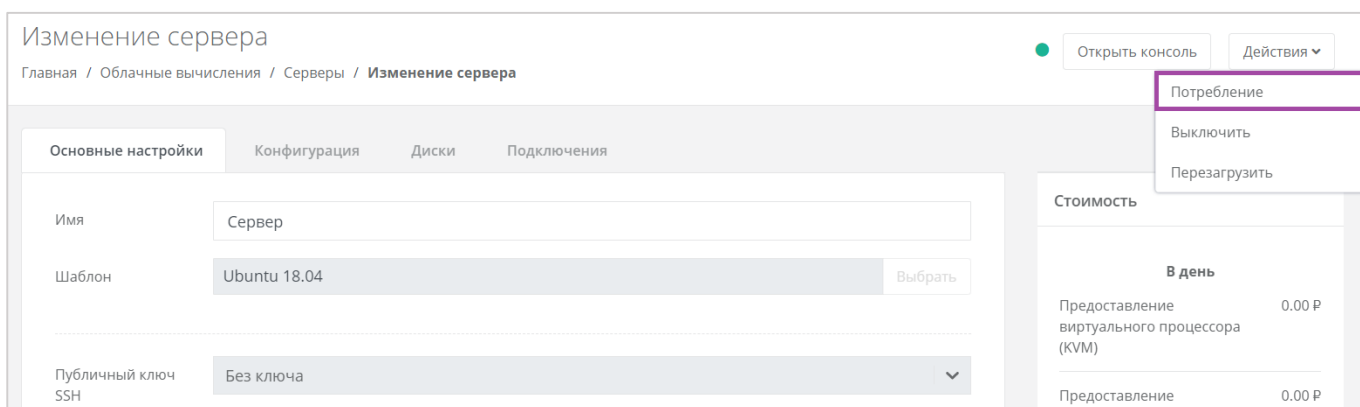 Изменение сервера
Главная / Облачные вычисления / Серверы / Изменение сервера
Открыть консоль
Действия
Потребление
Выключить
Перезагрузить
Основные настройки
Конфигурация
Диски
Подключения
Имя
Сервер
Шаблон
Ubuntu 18.04
Выбрать
Публичный ключ
SSH
Без ключа
Стоимость
В день
Предоставление
виртуального процессора
(KVM)
0.00 ₽
Предоставление
0.00 ₽